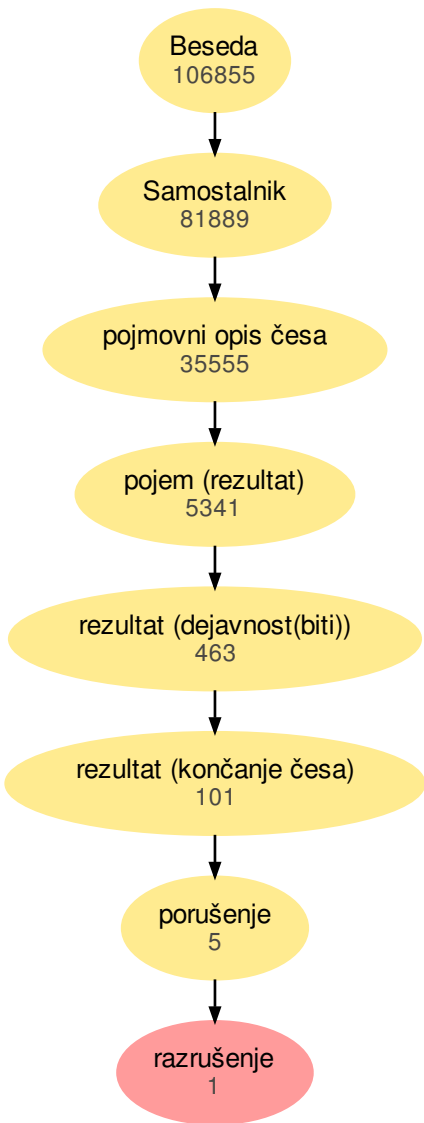 Beseda
106855
Samostalnik
81889
pojmovni opis česa
35555
pojem (rezultat)
5341
rezultat (dejavnost(biti))
463
rezultat (končanje česa)
101
porušenje
5
razrušenje
1